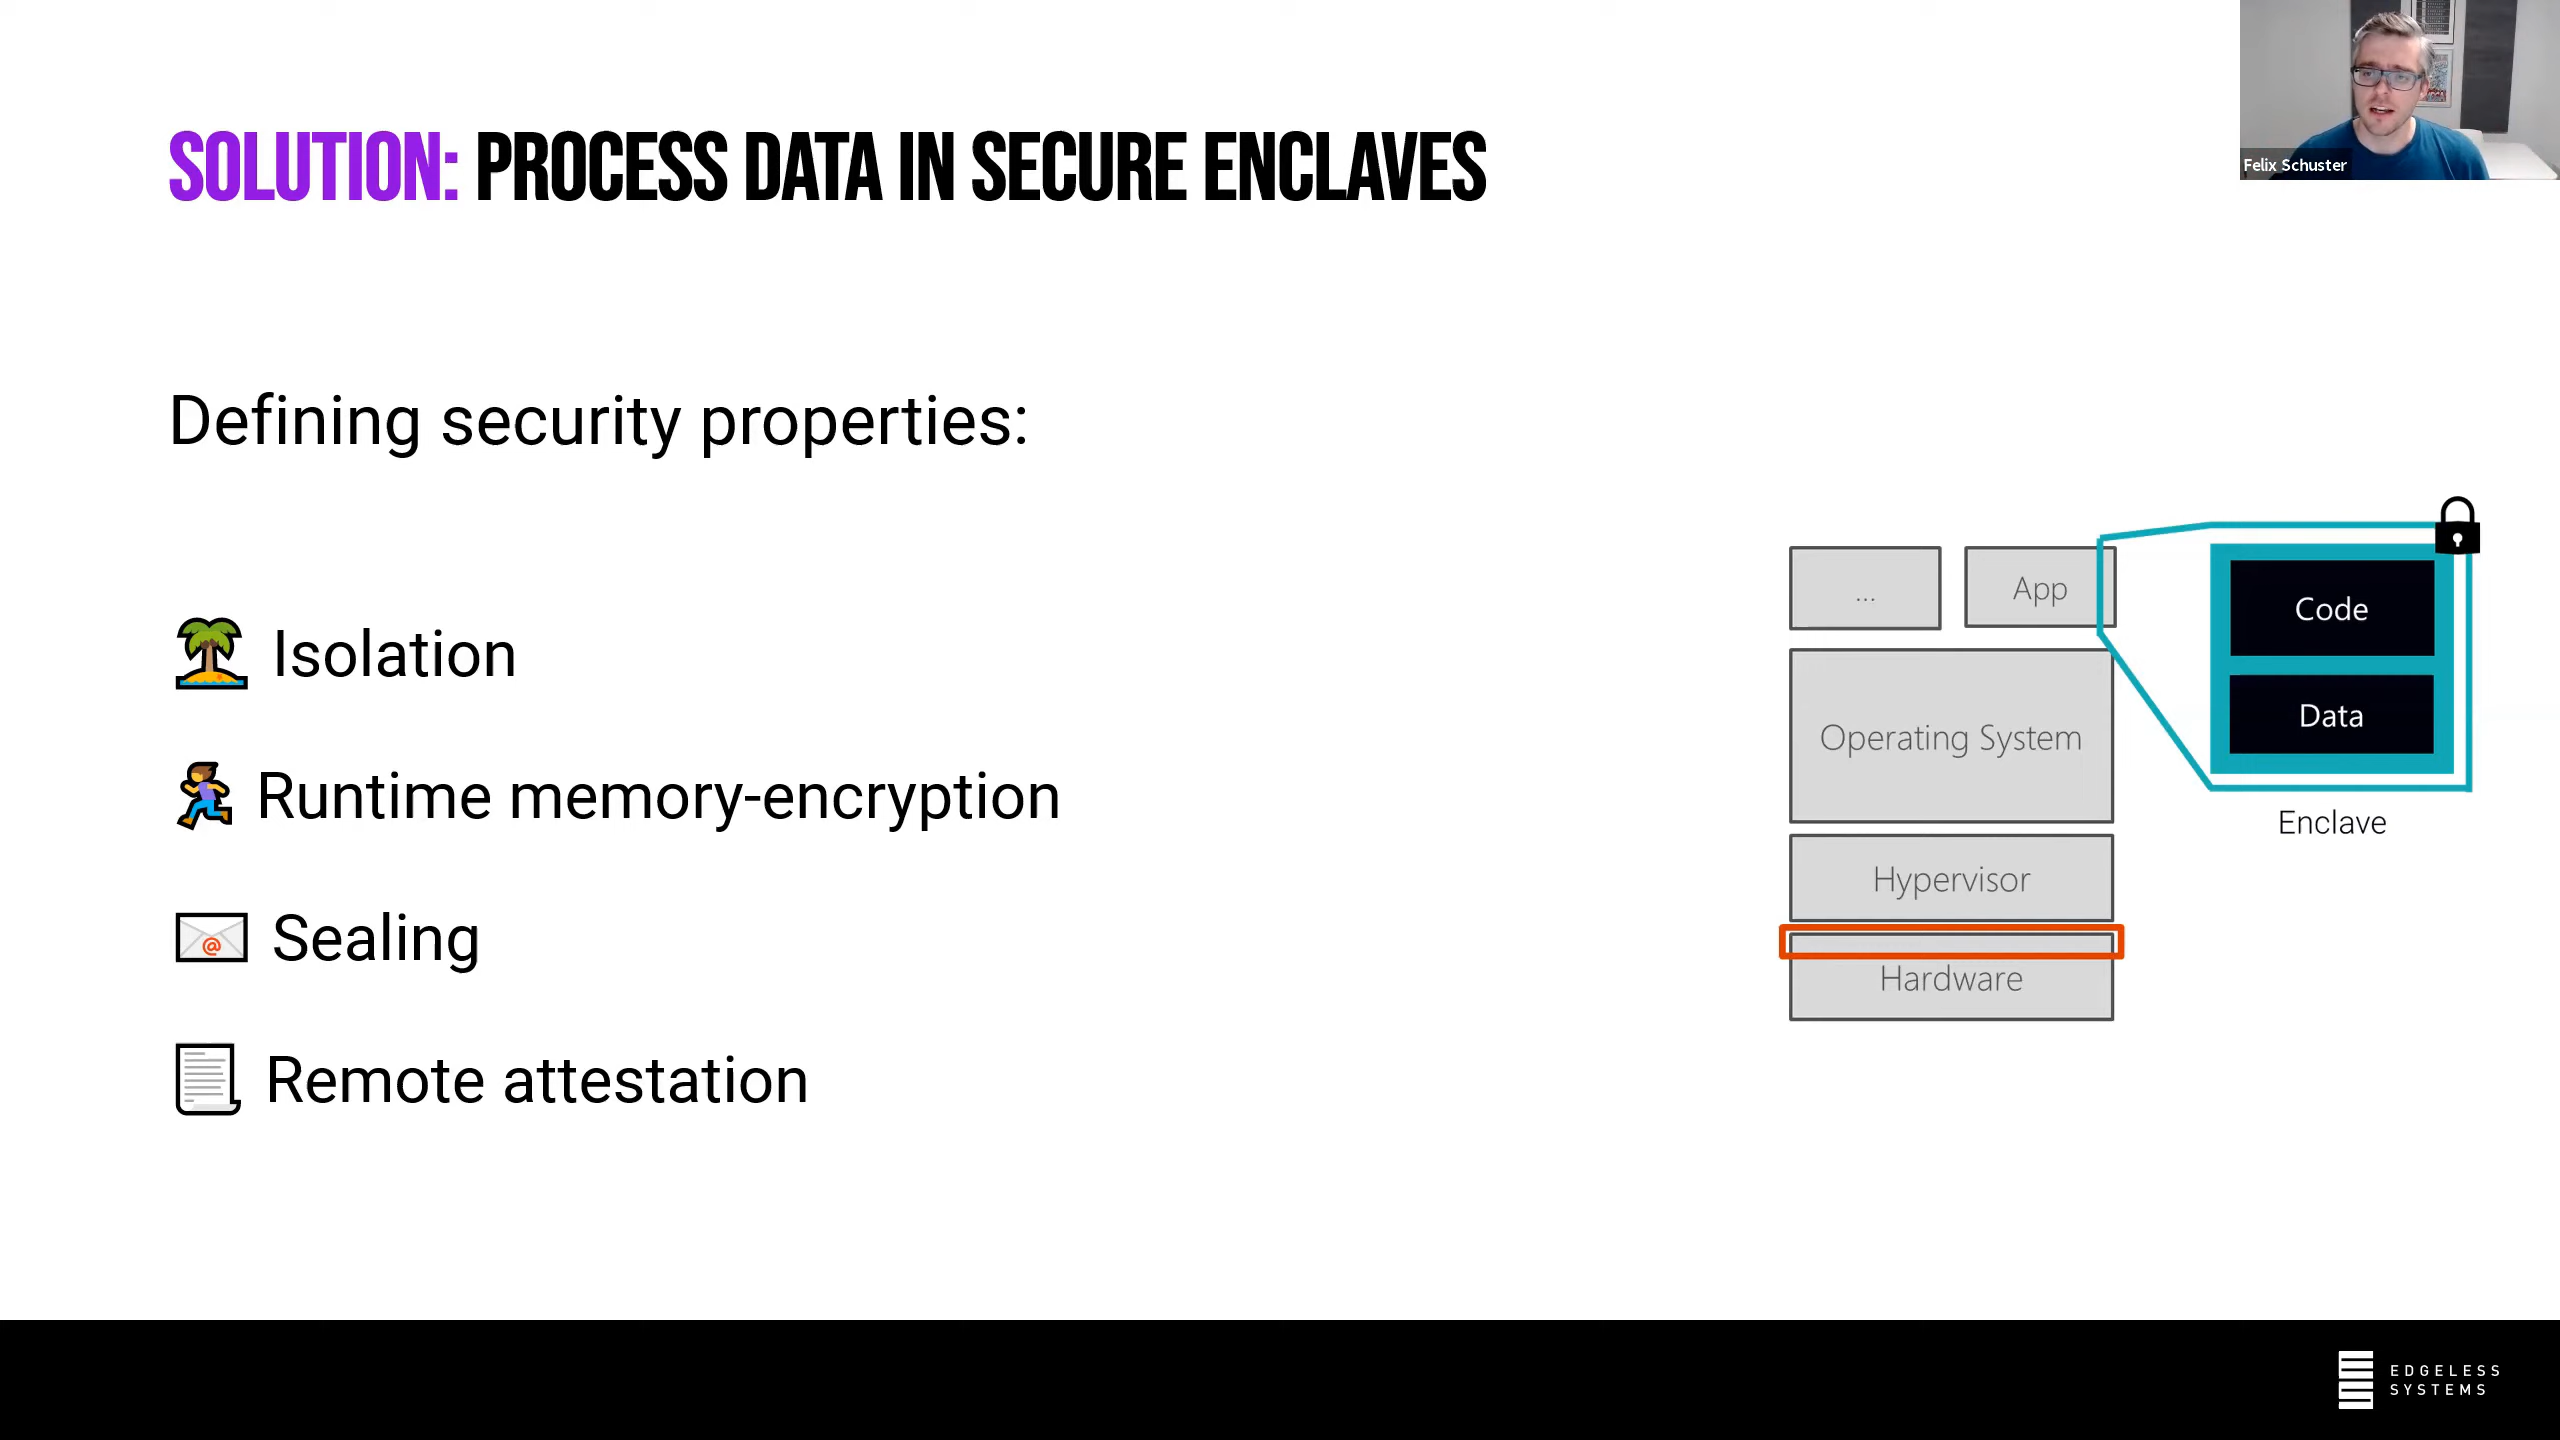 Felix Schuster
SOLUTION: PROCESS DATA IN SECURE ENCLAVES
Defining security properties:
Isolation
Runtime memory-encryption
@ Sealing
Remote attestation
...
App
Operating System
Hypervisor
Hardware
Code
Data
Enclave
EDGELESS
SYSTEMS